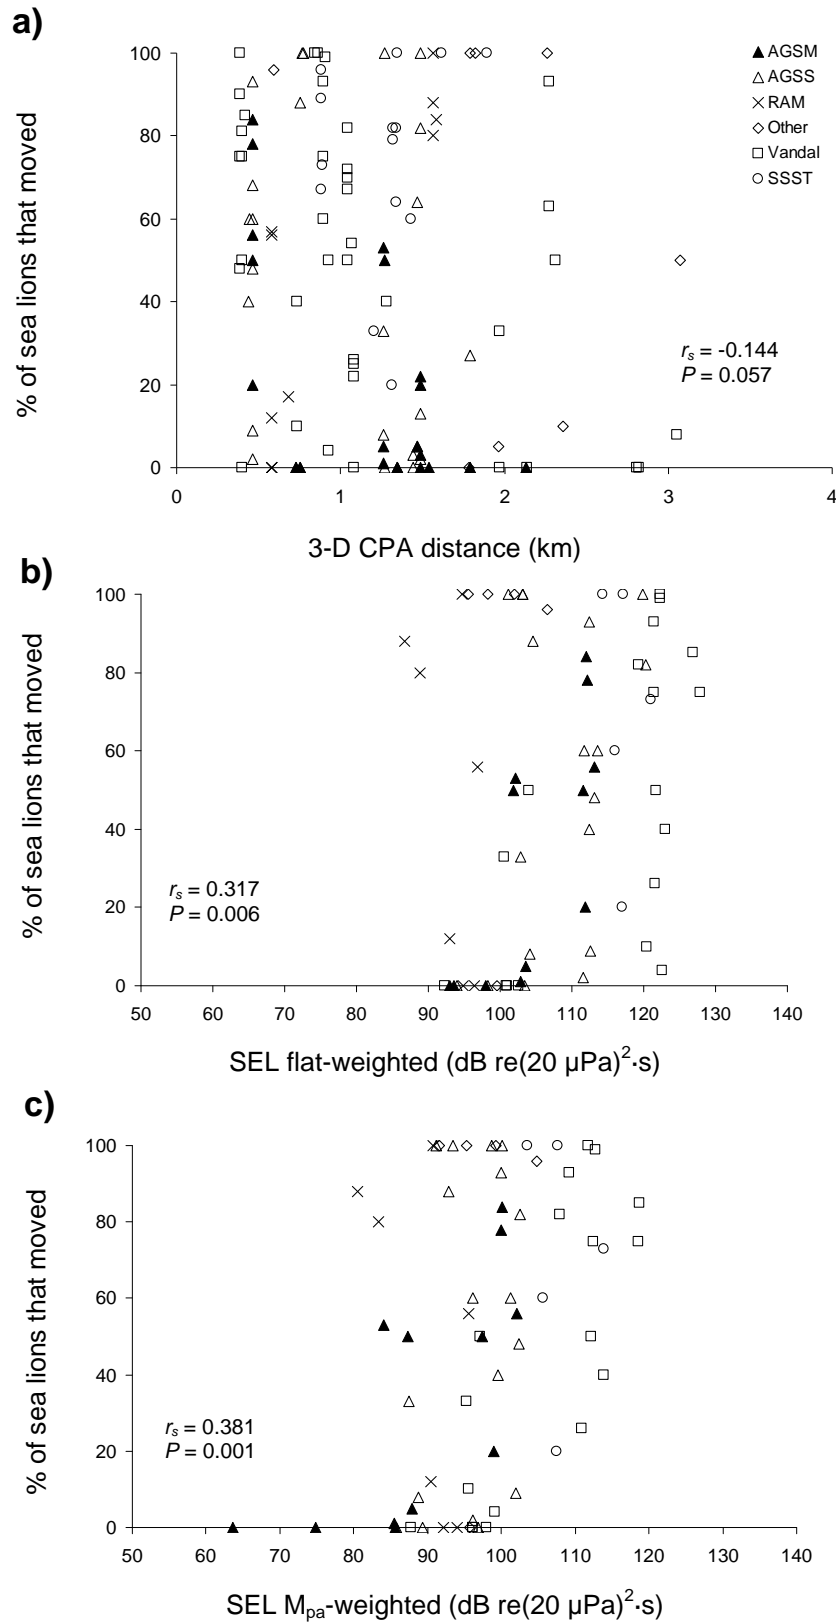 a)
% of sea lions that moved
100
80
60
40
20
0
0 1 2 3 4
3-D CPA distance (km)
AGSM
AGSS
RAM
Other
Vandal
SSST
rs = -0.144
P = 0.057
b)
% of sea lions that moved
100
80
60
40
20
0
50 60 70 80 90 100 110 120 130 140
SEL flat-weighted (dB re(20 µPa)²·s)
rs = 0.317
P = 0.006
c)
% of sea lions that moved
100
80
60
40
20
0
50 60 70 80 90 100 110 120 130 140
SEL Mpa-weighted (dB re(20 µPa)²·s)
rs = 0.381
P = 0.001